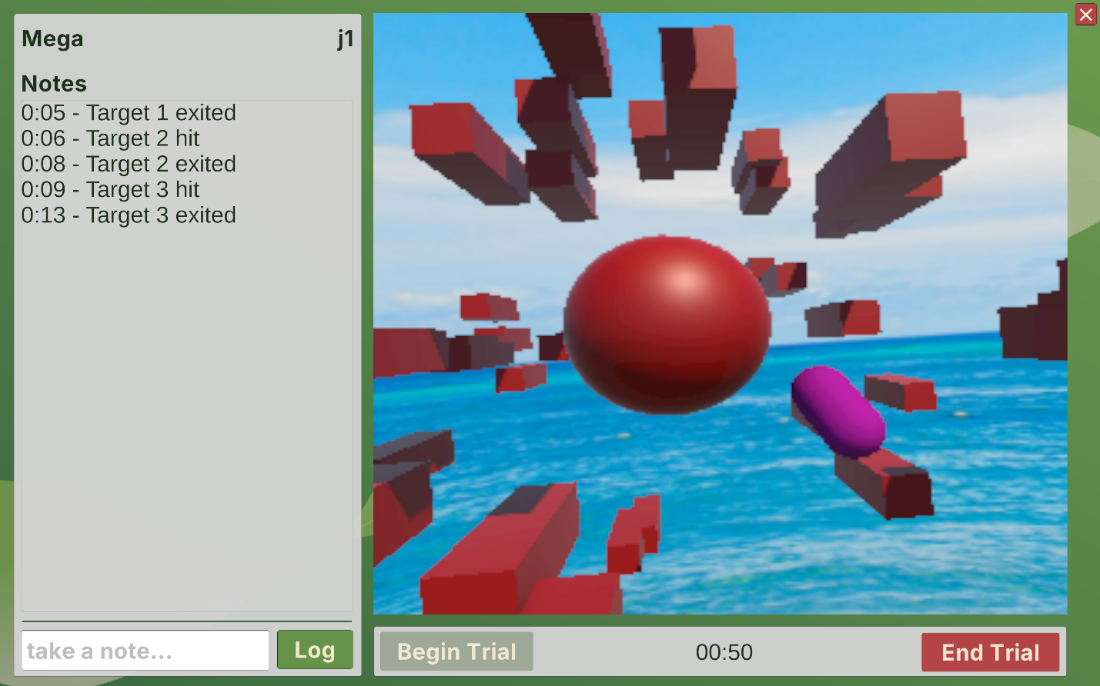 Mega
j1
Notes
0:05 - Target 1 exited
0:06 - Target 2 hit
0:08 - Target 2 exited
0:09 - Target 3 hit
0:13 - Target 3 exited
take a note...
Log
Begin Trial
00:50
End Trial